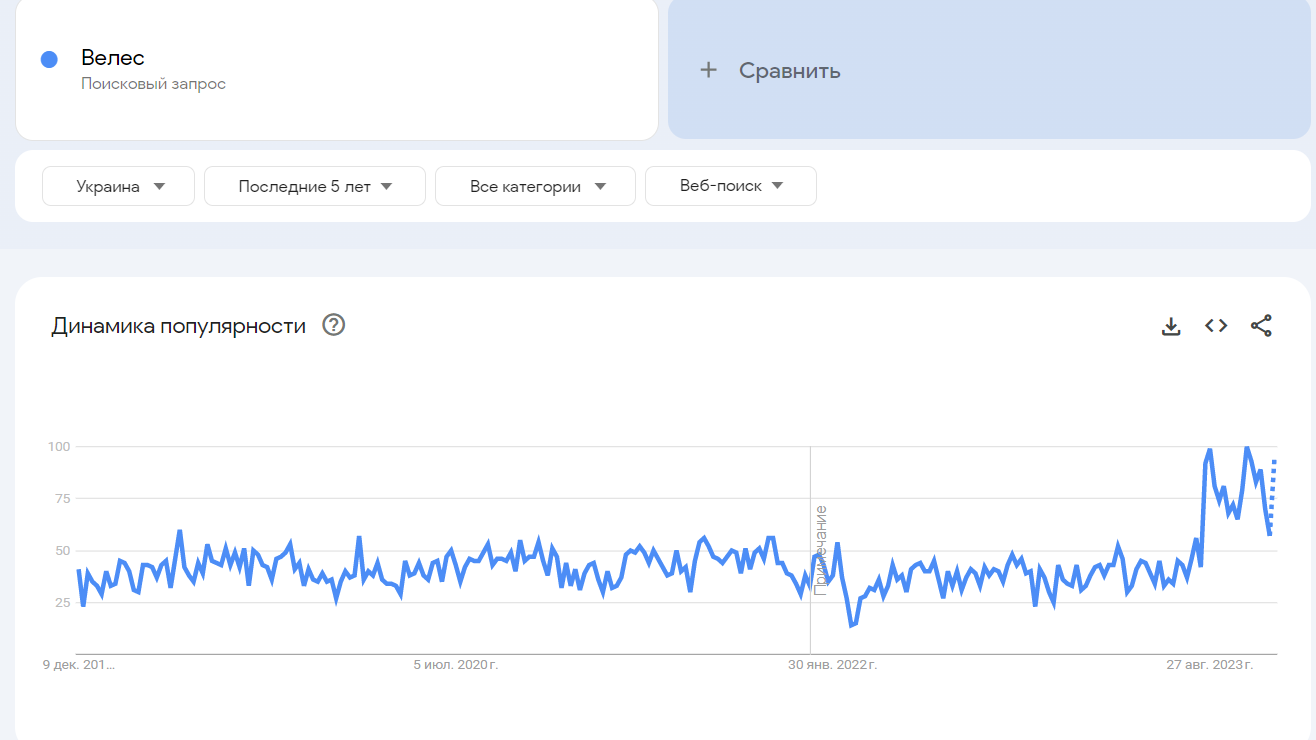 Велес
Поисковый запрос
+ Сравнить
Украина
Последние 5 лет
Все категории
Веб-поиск
Динамика популярности ?
100
75
50
25
Примечание
9 дек. 201...
5 июл. 2020 г.
30 янв. 2022 г.
27 авг. 2023 г.